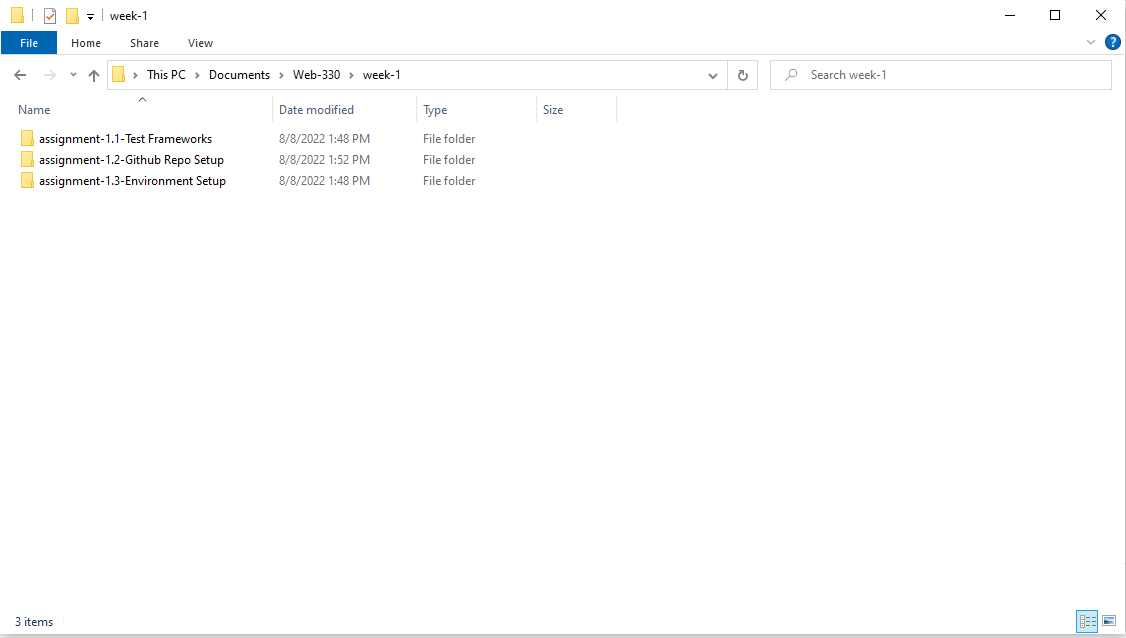 week-1
File Home Share View
This PC Documents Web-330 week-1 Search week-1
Name Date modified Type Size
assignment-1.1-Test Frameworks 8/8/2022 1:48 PM File folder
assignment-1.2-Github Repo Setup 8/8/2022 1:52 PM File folder
assignment-1.3-Environment Setup 8/8/2022 1:48 PM File folder
3 items